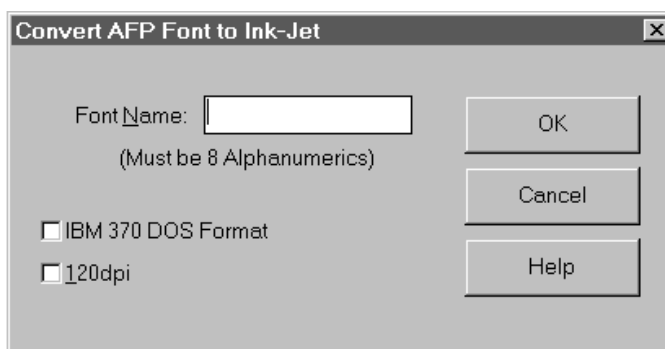 Convert AFP Font to Ink-Jet
Font Name:
(Must be 8 Alphanumerics)
IBM 370 DOS Format
120dpi
OK
Cancel
Help